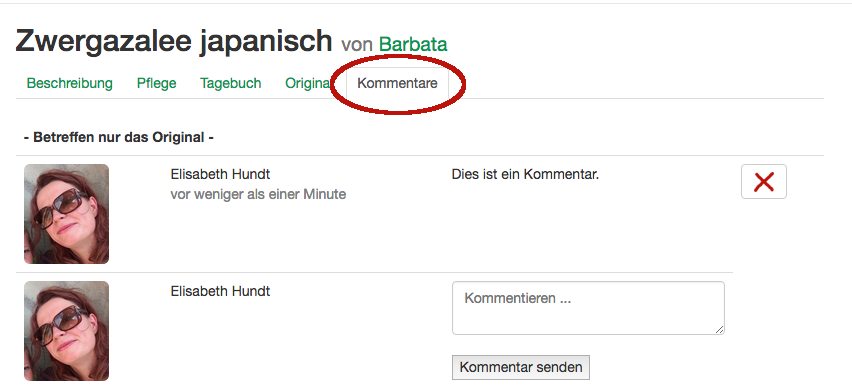 Zwergazalee japanisch von Barbata
Beschreibung Pflege Tagebuch Original Kommentare
- Betreffen nur das Original -
Elisabeth Hundt Dies ist ein Kommentar.
vor weniger als einer Minute
Elisabeth Hundt
Kommentieren ...
Kommentar senden